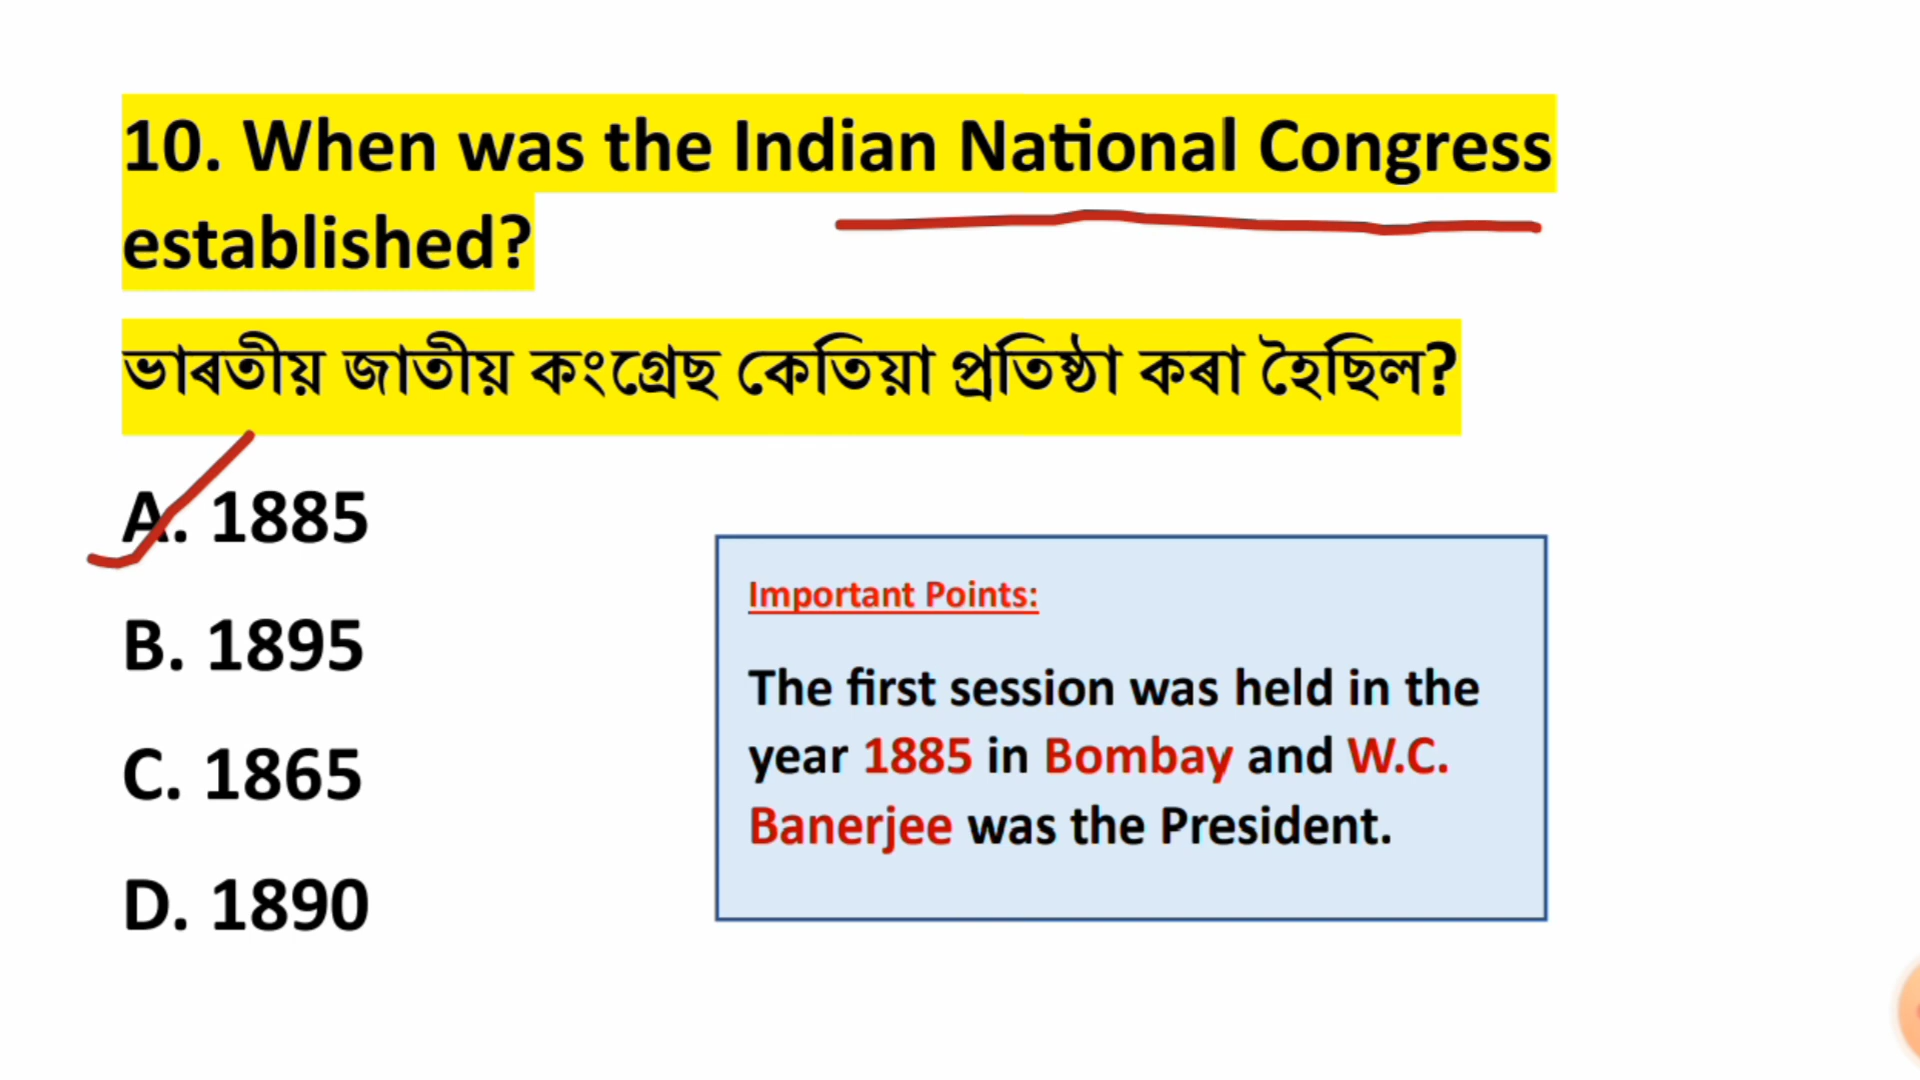 10. When was the Indian National Congress
established?
ভাৰতীয় জাতীয় কংগ্ৰেছ কেতিয়া প্ৰতিষ্ঠা কৰা হৈছিল?
A. 1885
B. 1895
C. 1865
D. 1890
Important Points:
The first session was held in the
year 1885 in Bombay and W.C.
Banerjee was the President.